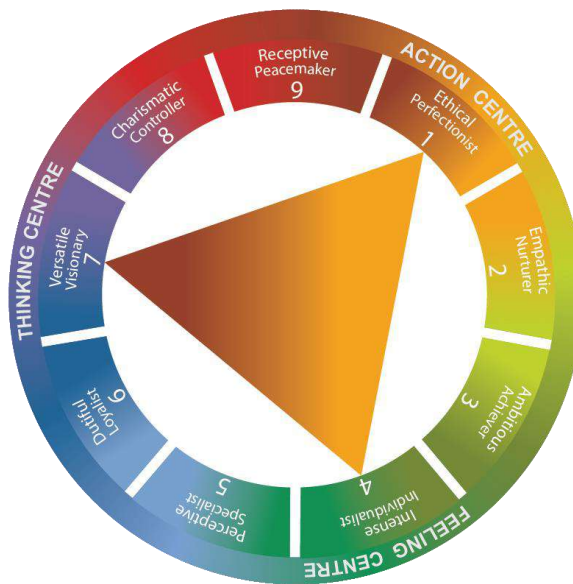 ACTION CENTRE
FEELING CENTRE
THINKING CENTRE
Receptive
Peacemaker
9
Ethical
Perfectionist
1
Empathic
Nurturer
2
Ambitious
Achiever
3
Intense
Individualist
4
Perceptive
Specialist
5
Dutiful
Loyalist
6
Versatile
Visionary
7
Charismatic
Controller
8